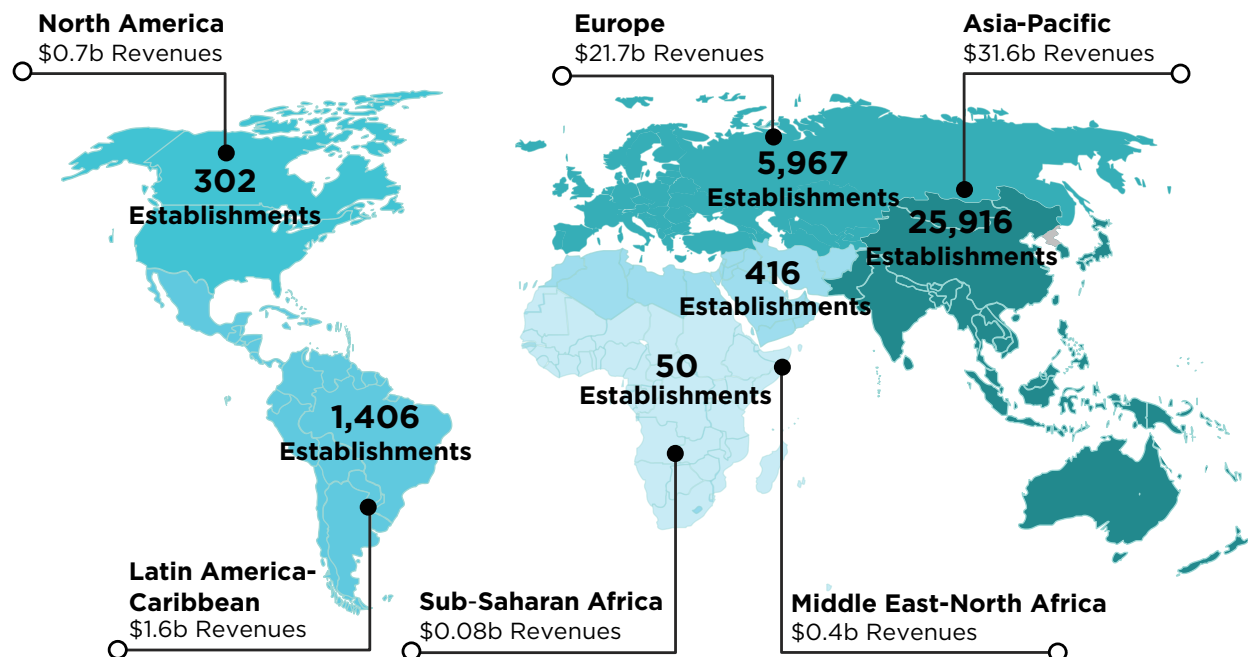 North America
$0.7b Revenues
Europe
$21.7b Revenues
Asia-Pacific
$31.6b Revenues
302
Establishments
5,967
Establishments
25,916
Establishments
416
Establishments
50
Establishments
1,406
Establishments
Latin America-
Caribbean
$1.6b Revenues
Sub-Saharan Africa
$0.08b Revenues
Middle East-North Africa
$0.4b Revenues